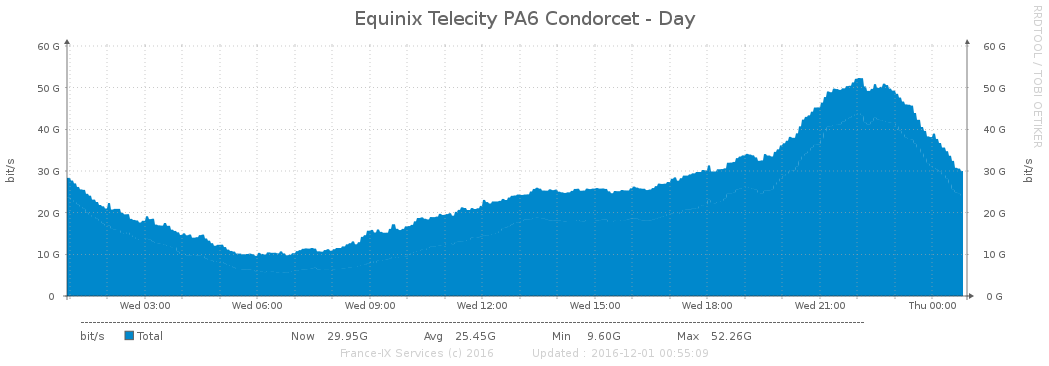 Equinix Telecity PA6 Condorcet - Day
RRDTOOL / TOBI OETIKER
bit/s
60 G 60 G
50 G 50 G
40 G 40 G
30 G 30 G
20 G 20 G
10 G 10 G
0 0 G
bit/s
Wed 03:00 Wed 06:00 Wed 09:00 Wed 12:00 Wed 15:00 Wed 18:00 Wed 21:00 Thu 00:00
bit/s Total Now 29.95G Avg 25.45G Min 9.60G Max 52.26G
France-IX Services (c) 2016 Updated : 2016-12-01 00:55:09